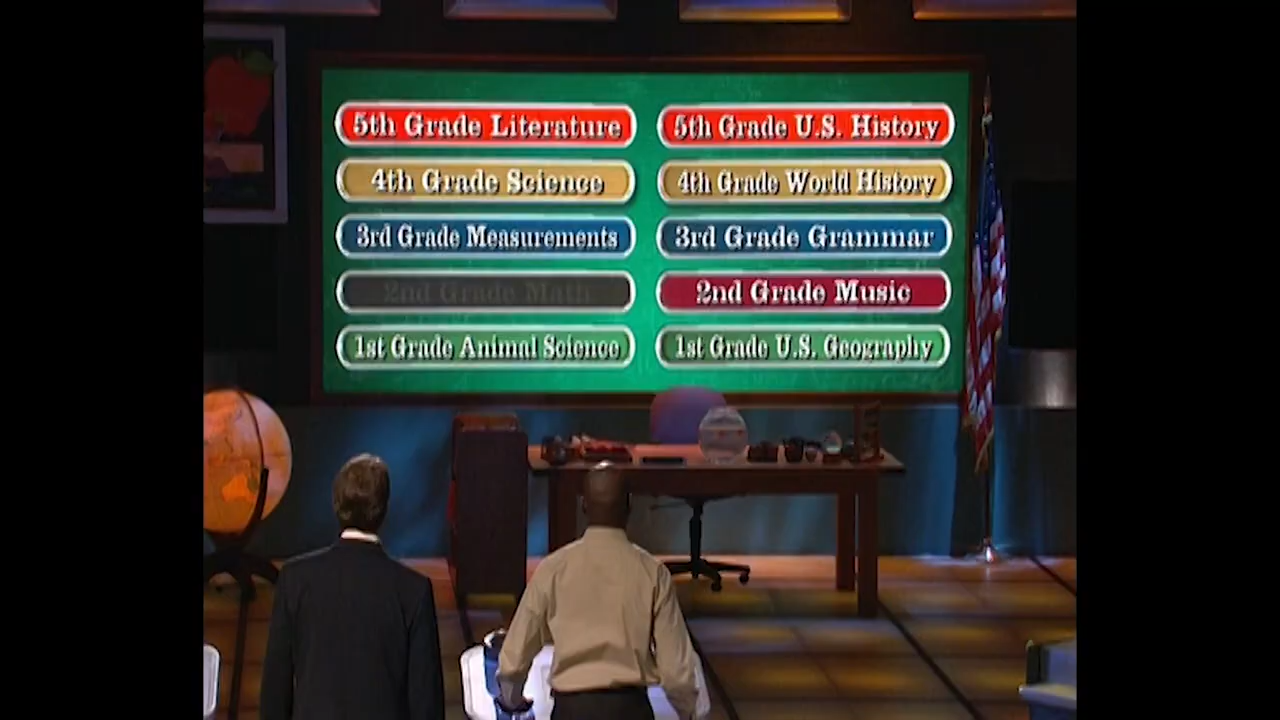 5th Grade Literature
5th Grade U.S. History
4th Grade Science
4th Grade World History
3rd Grade Measurements
3rd Grade Grammar
2nd Grade Math
2nd Grade Music
1st Grade Animal Science
1st Grade U.S. Geography